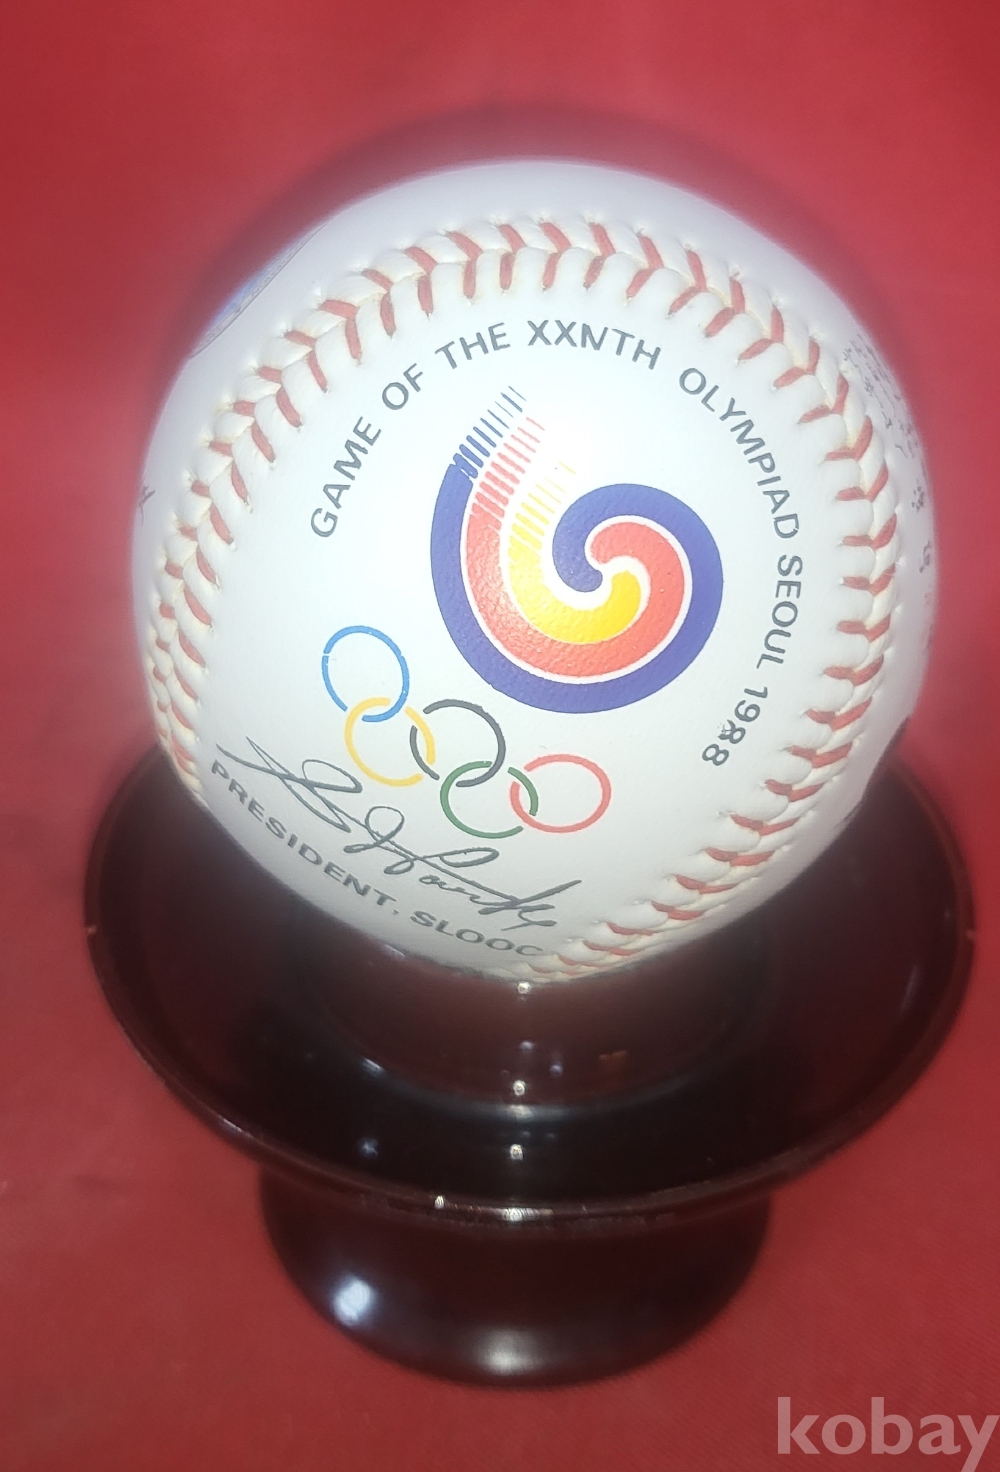 GAME OF THE XXNTH OLYMPIAD SEOUL 1988
PRESIDENT, SLOOC
kobay